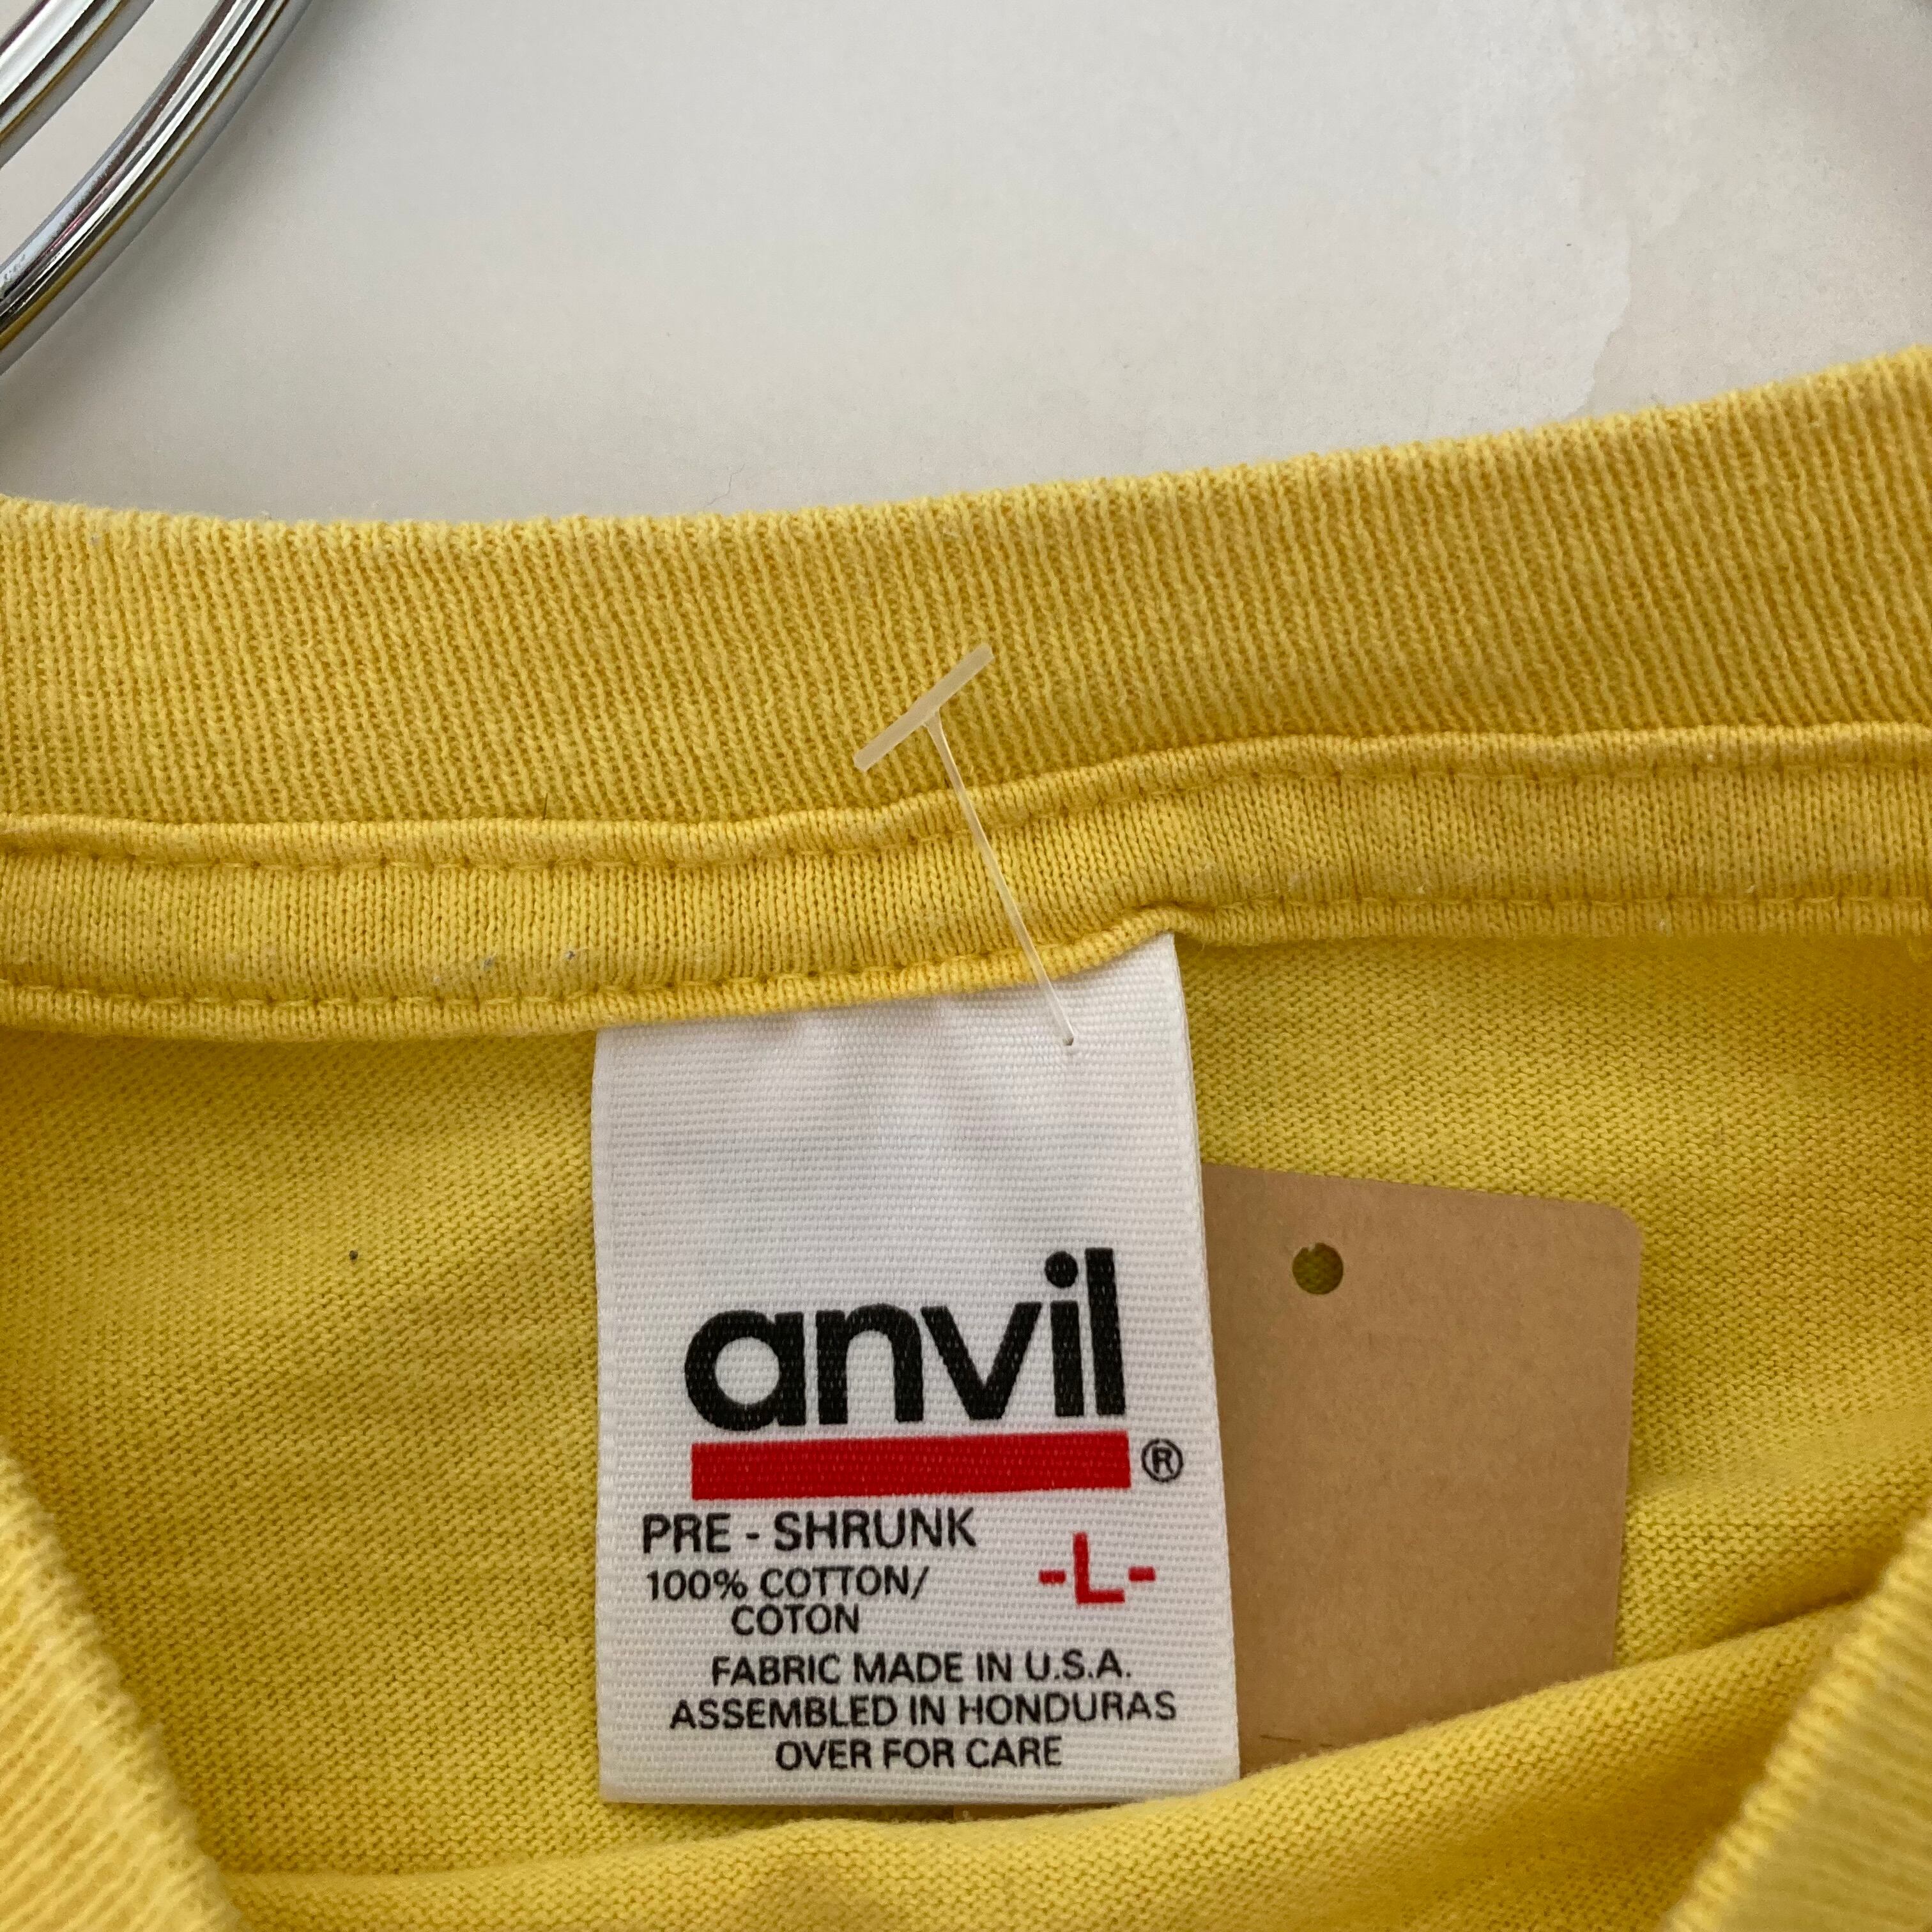 anvil
®
PRE - SHRUNK
-L-
100% COTTON/
COTON
FABRIC MADE IN U.S.A.
ASSEMBLED IN HONDURAS
OVER FOR CARE